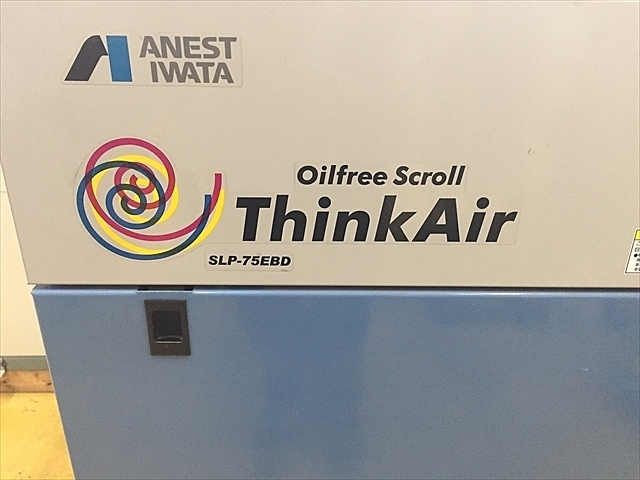 ANEST
IWATA
Oilfree Scroll
ThinkAir
SLP-75EBD